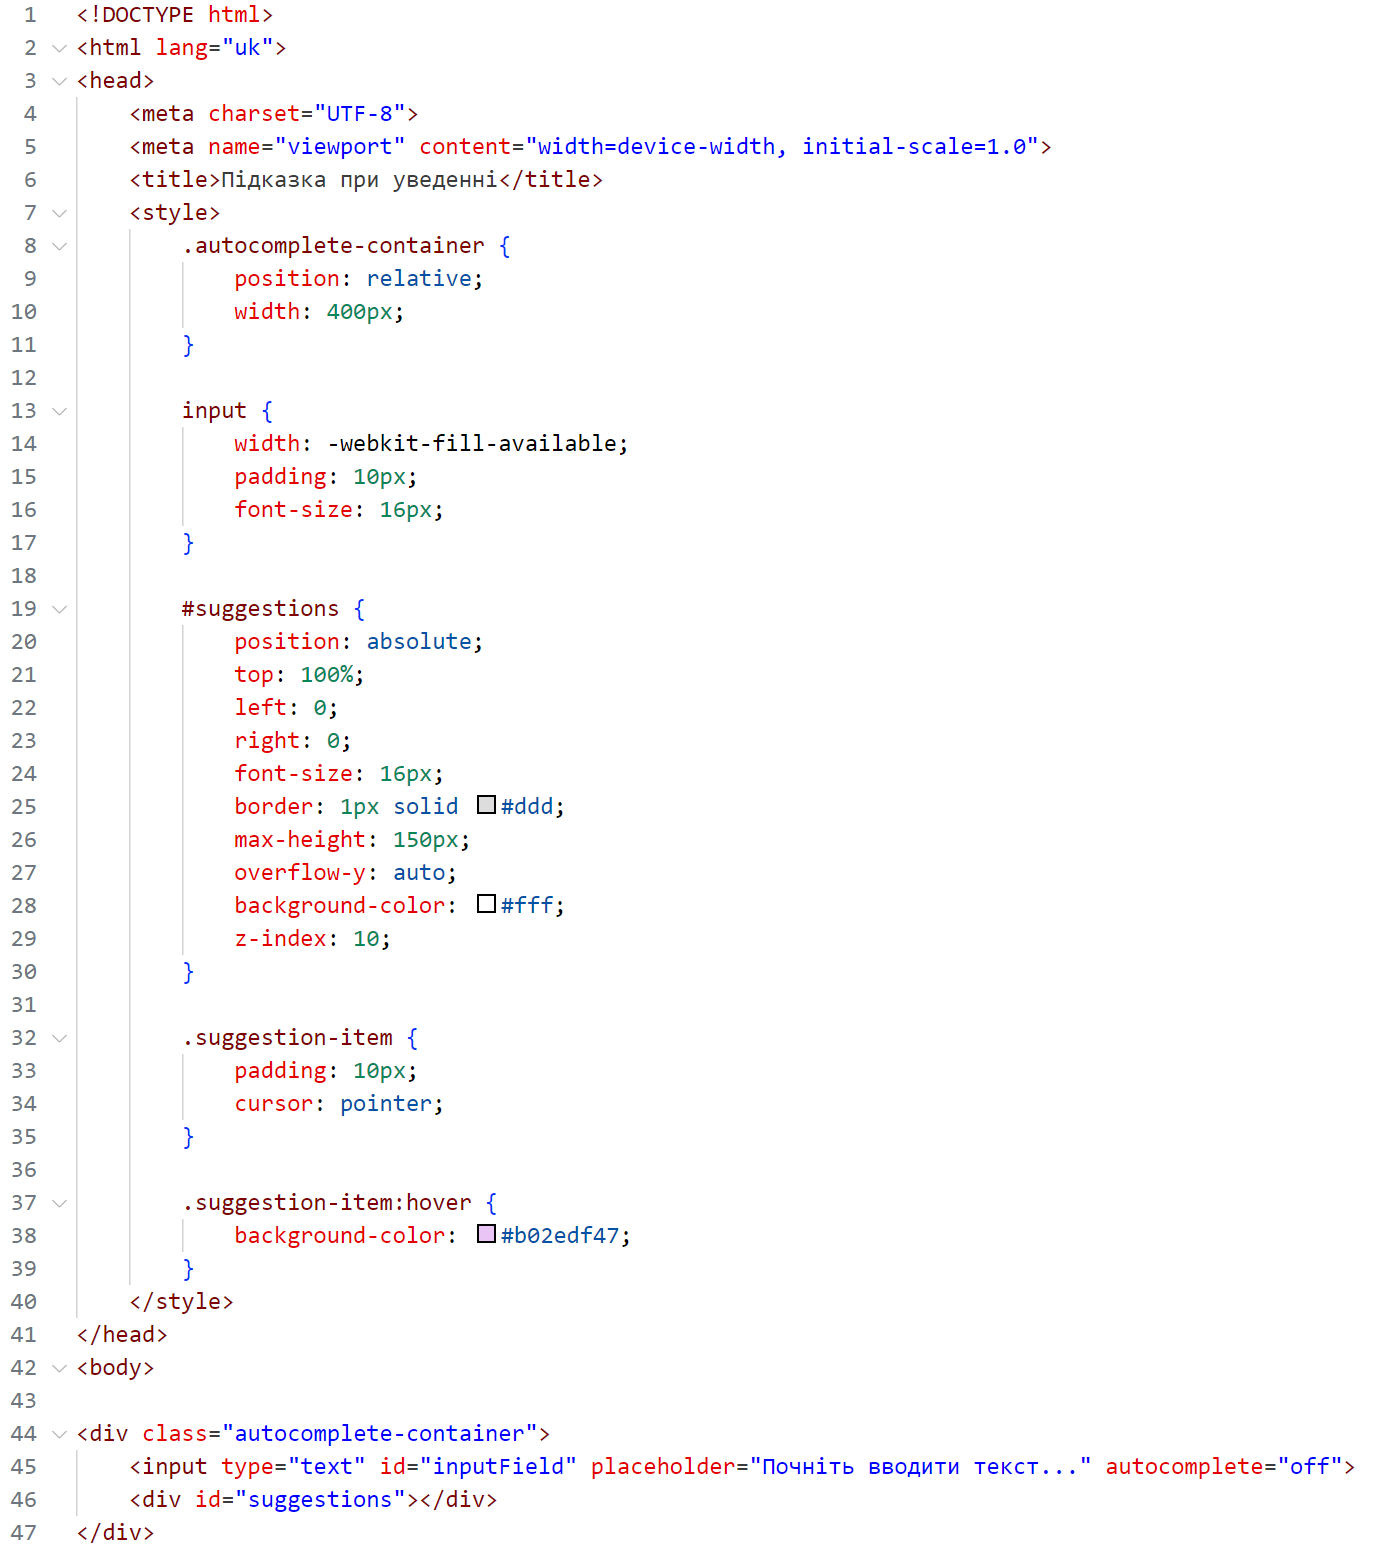 1 <!DOCTYPE html>
2 <html lang="uk">
3 <head>
4 <meta charset="UTF-8">
5 <meta name="viewport" content="width=device-width, initial-scale=1.0">
6 <title>Підказка при уведенні</title>
7 <style>
8 .autocomplete-container {
9 position: relative;
10 width: 400px;
11 }
12
13 input {
14 width: -webkit-fill-available;
15 padding: 10px;
16 font-size: 16px;
17 }
18
19 #suggestions {
20 position: absolute;
21 top: 100%;
22 left: 0;
23 right: 0;
24 font-size: 16px;
25 border: 1px solid #ddd;
26 max-height: 150px;
27 overflow-y: auto;
28 background-color: #fff;
29 z-index: 10;
30 }
31
32 .suggestion-item {
33 padding: 10px;
34 cursor: pointer;
35 }
36
37 .suggestion-item:hover {
38 background-color: #b02edf47;
39 }
40 </style>
41 </head>
42 <body>
43
44 <div class="autocomplete-container">
45 <input type="text" id="inputField" placeholder="Почніть вводити текст..." autocomplete="off">
46 <div id="suggestions"></div>
47 </div>